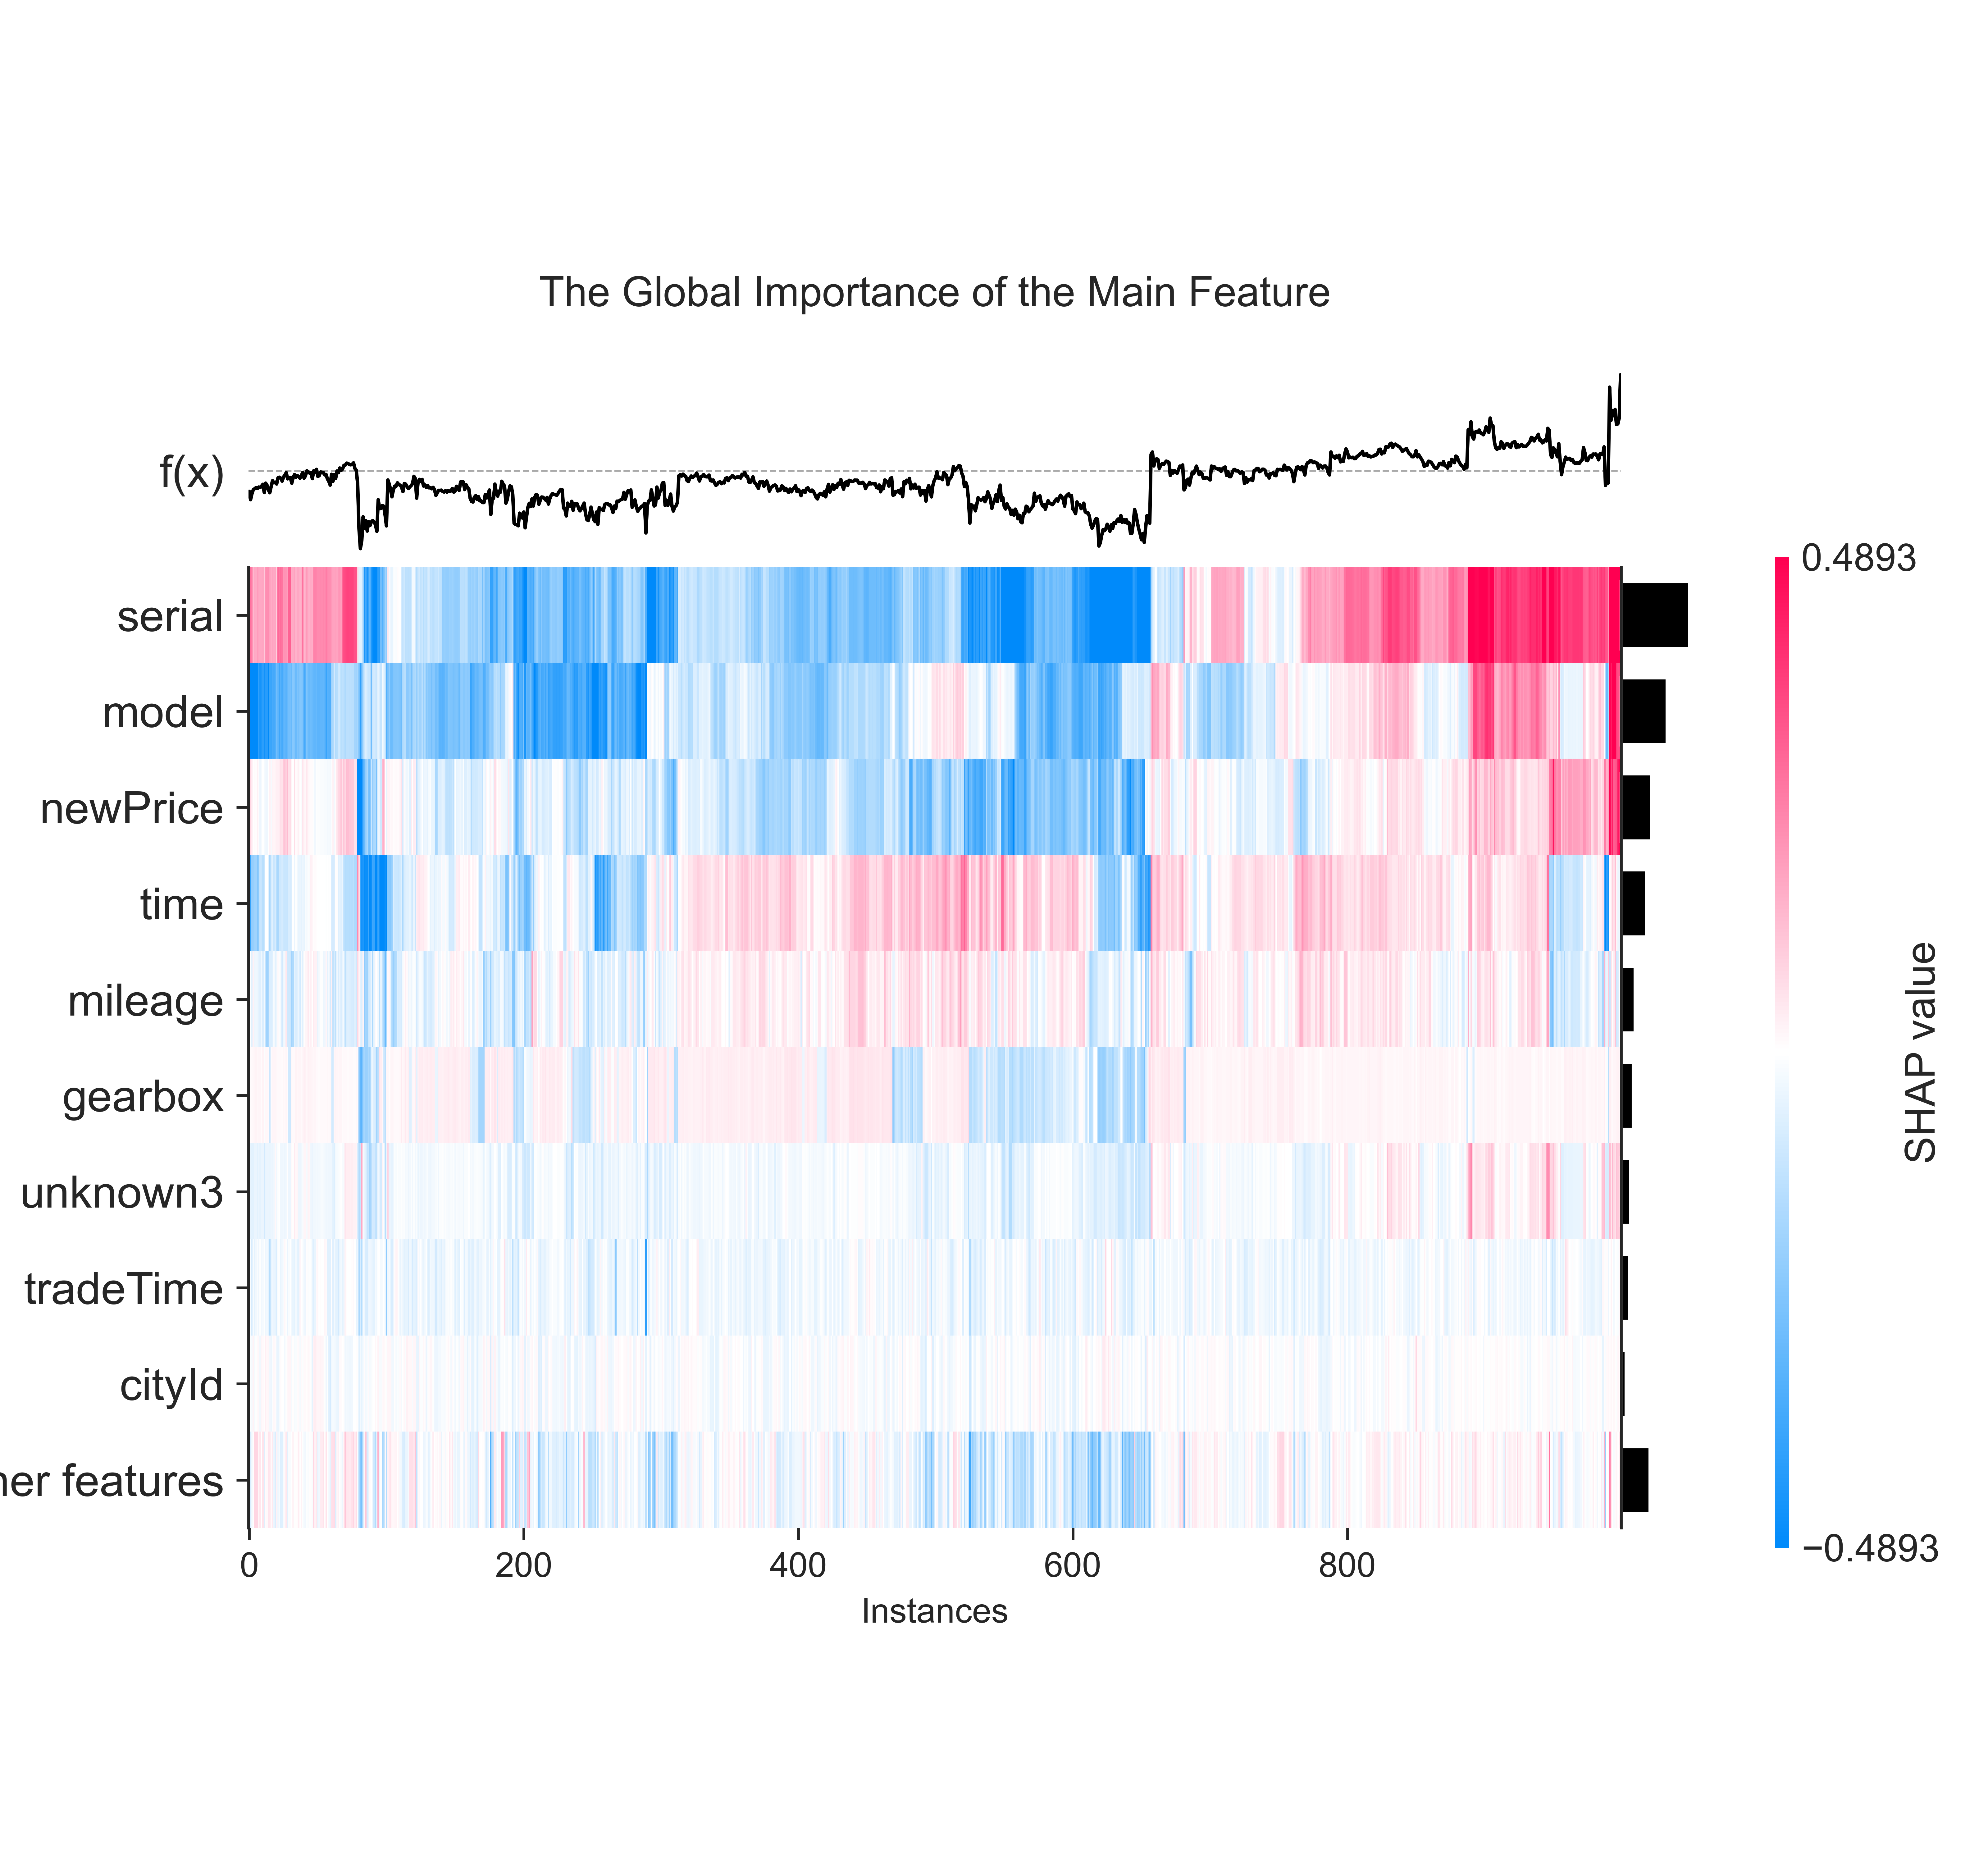 The Global Importance of the Main Feature
f(x)
0.4893
serial
model
newPrice
time
mileage
gearbox
unknown3
tradeTime
cityId
features
SHAP value
−0.4893
0
200
400
600
800
Instances